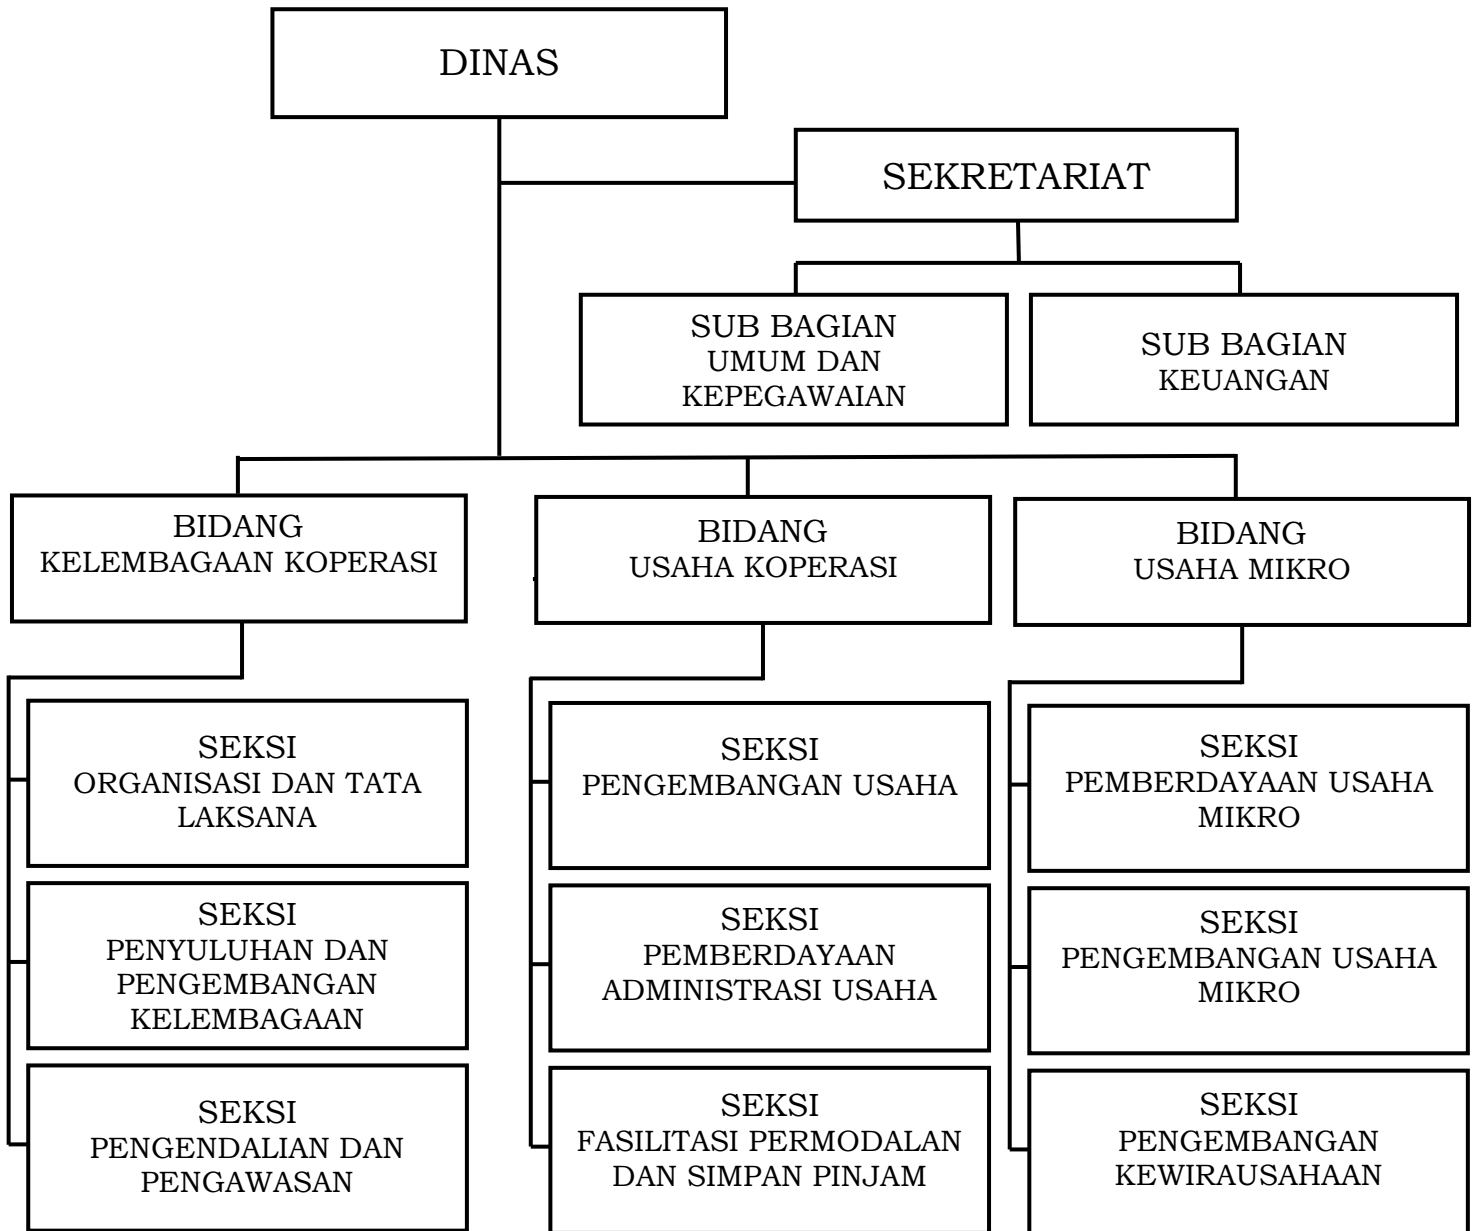 DINAS
SEKRETARIAT
SUB BAGIAN
UMUM DAN
KEPEGAWAIAN
SUB BAGIAN
KEUANGAN
BIDANG
KELEMBAGAAN KOPERASI
BIDANG
USAHA KOPERASI
BIDANG
USAHA MIKRO
SEKSI
ORGANISASI DAN TATA
LAKSANA
SEKSI
PENYULUHAN DAN
PENGEMBANGAN
KELEMBAGAAN
SEKSI
PENGENDALIAN DAN
PENGAWASAN
SEKSI
PENGEMBANGAN USAHA
SEKSI
PEMBERDAYAAN
ADMINISTRASI USAHA
SEKSI
FASILITASI PERMODALAN
DAN SIMPAN PINJAM
SEKSI
PEMBERDAYAAN USAHA
MIKRO
SEKSI
PENGEMBANGAN USAHA
MIKRO
SEKSI
PENGEMBANGAN
KEWIRAUSAHAAN